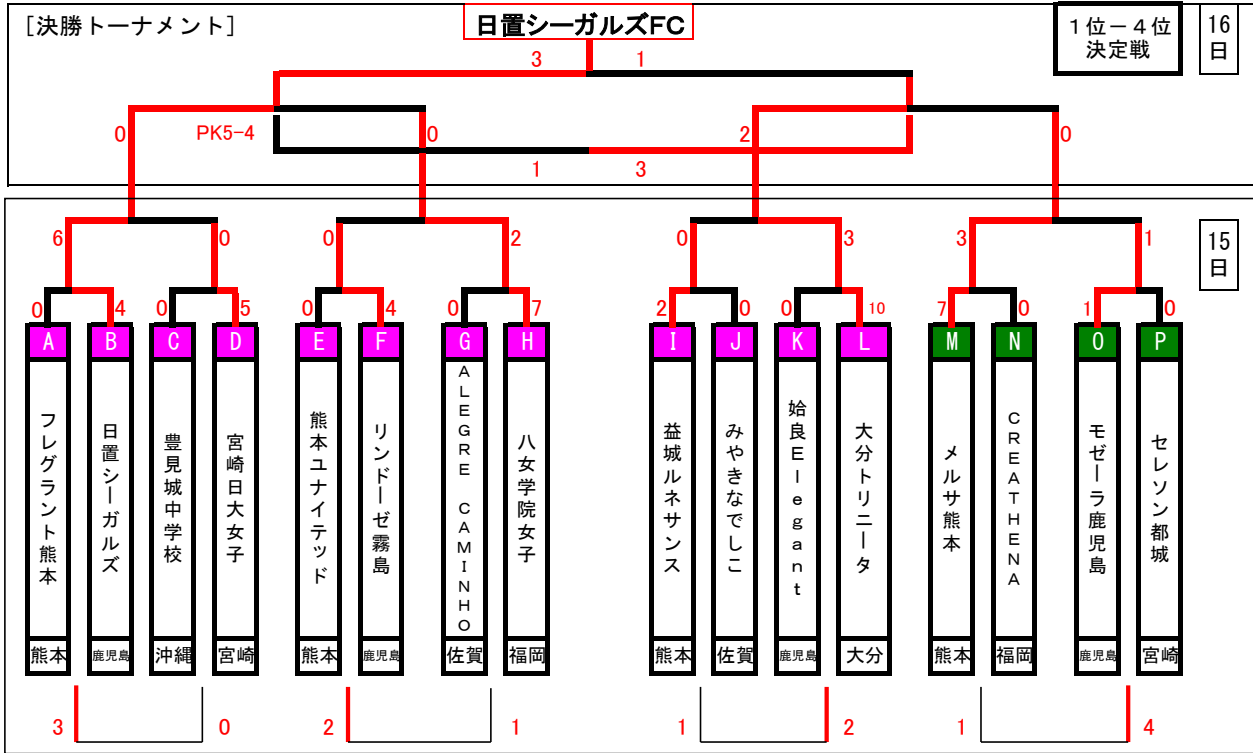 [決勝トーナメント]
日置シーガルズFC
1位－4位
決定戦
16
日
3 1
0 PK5-4 0 2 0
1 3
15
日
6 0 0 2 0 3 3 1
0 4 0 5 0 4 0 7 2 0 0 10 7 0 1 0
A B C D E F G H I J K L M N O P
フレグラント熊本
日置シーガルズ
豊見城中学校
宮崎日大女子
熊本ユナイテッド
リンドーゼ霧島
ALEGRE CAMINHO
八女学院女子
益城ルネサンス
みやきなでしこ
姶良Elegant
大分トリニータ
メルサ熊本
CREATHENA
モゼーラ鹿児島
セレソン都城
熊本 鹿児島 沖縄 宮崎 熊本 鹿児島 佐賀 福岡 熊本 佐賀 鹿児島 大分 熊本 福岡 鹿児島 宮崎
3 0 2 1 1 2 1 4